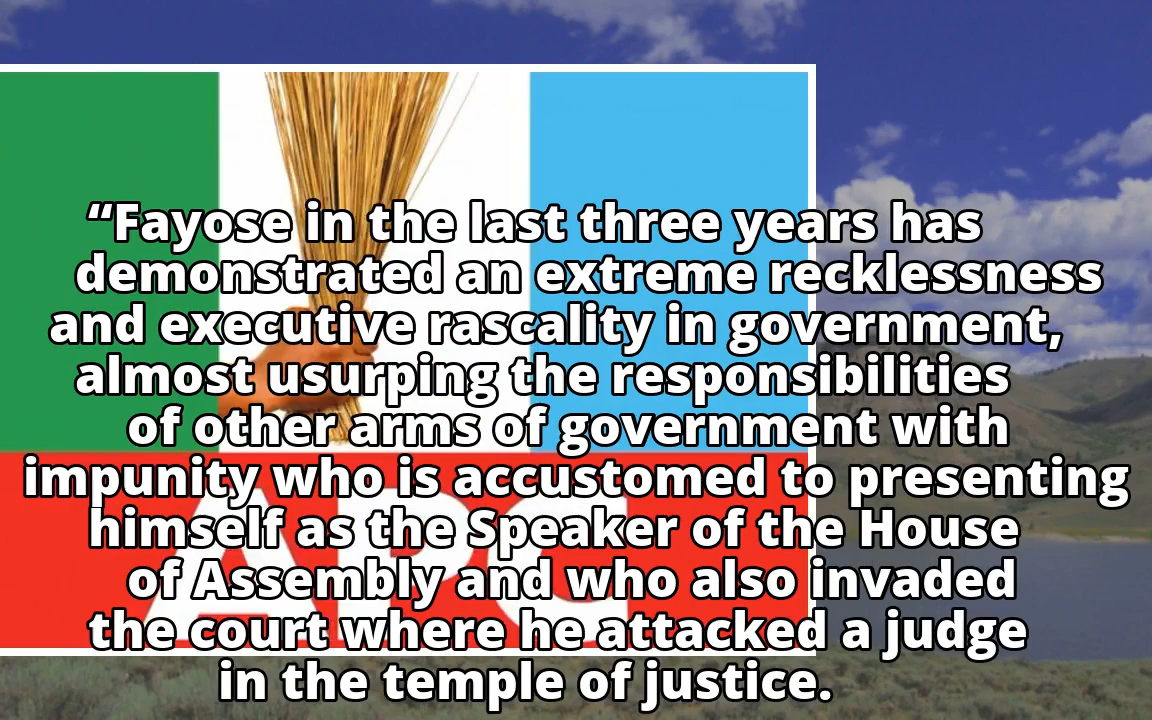 “Fayose in the last three years has
demonstrated an extreme recklessness
and executive rascality in government,
almost usurping the responsibilities
of other arms of government with
impunity who is accustomed to presenting
himself as the Speaker of the House
of Assembly and who also invaded
the court where he attacked a judge
in the temple of justice.
APC